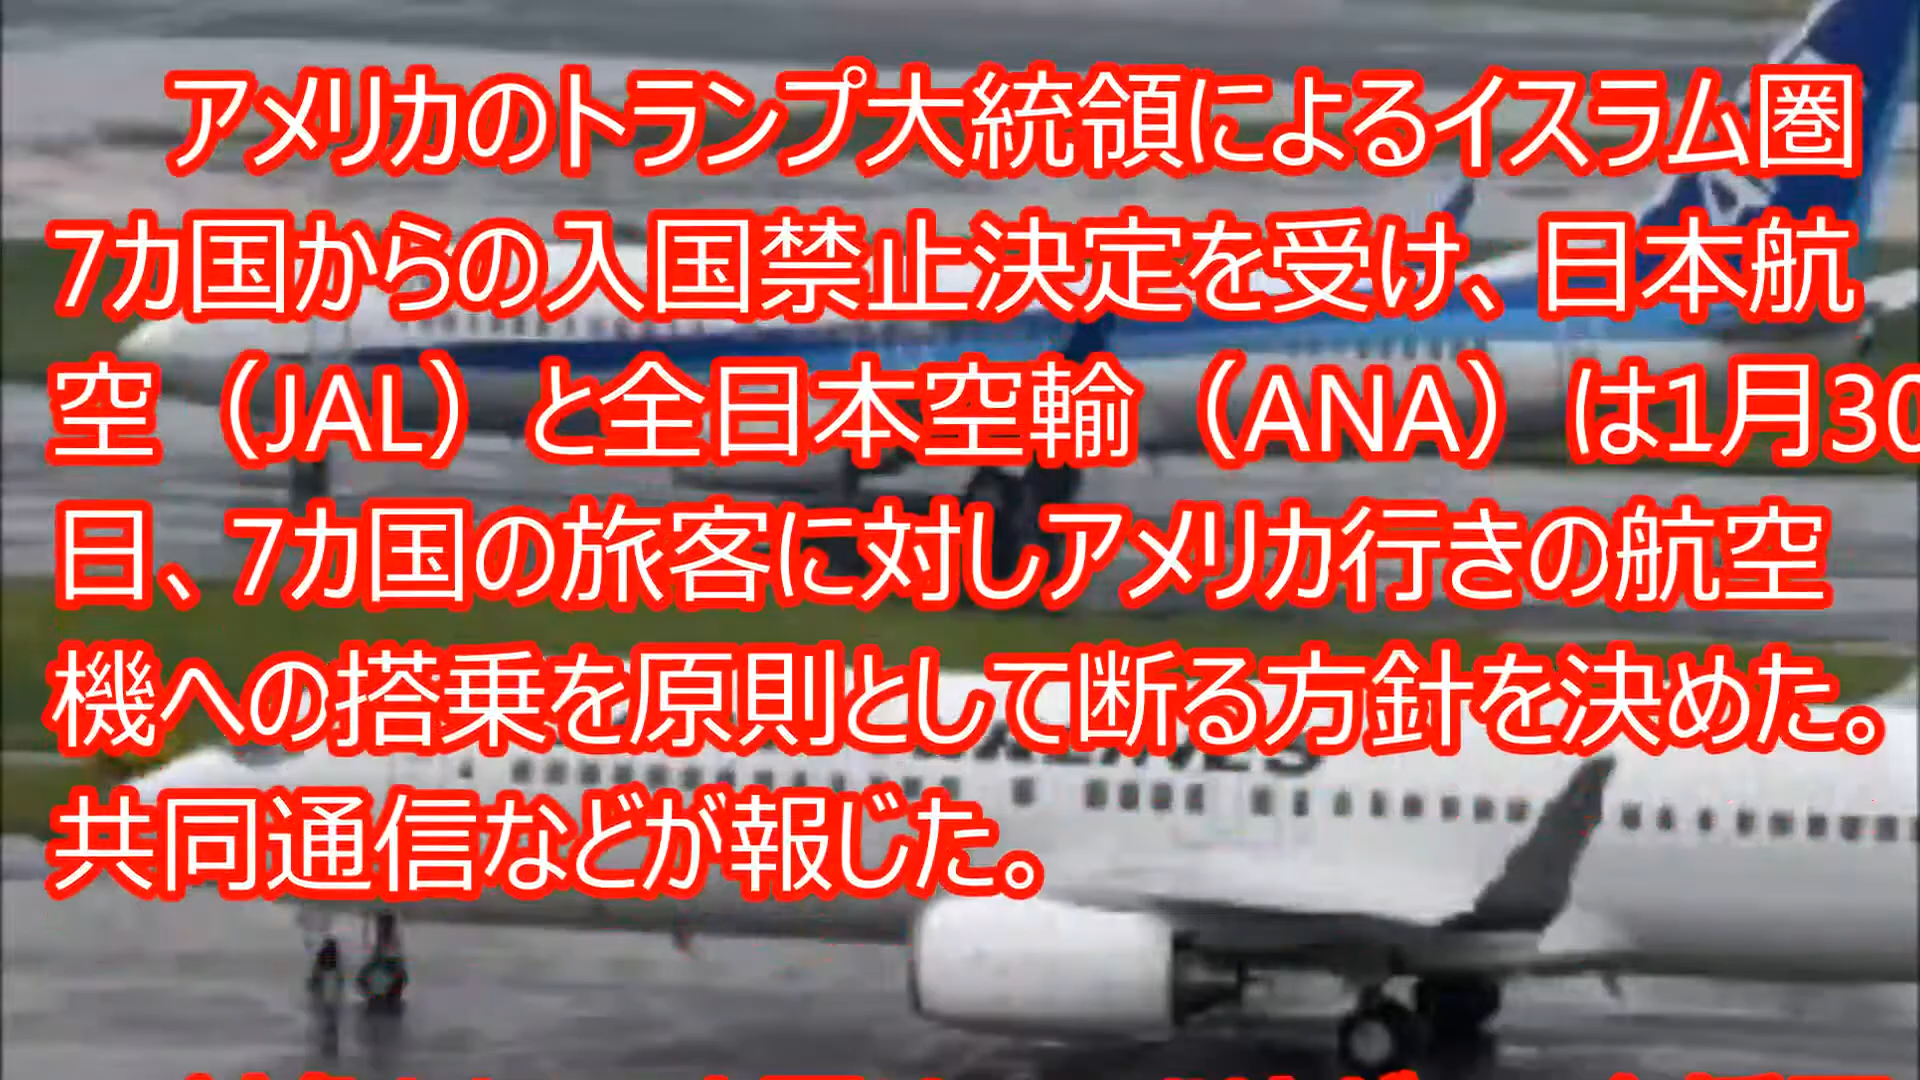 アメリカのトランプ大統領によるイスラム圏
7カ国からの入国禁止決定を受け、日本航
空（JAL）と全日本空輸（ANA）は1月30
日、7カ国の旅客に対しアメリカ行きの航空
機への搭乗を原則として断る方針を決めた。
共同通信などが報じた。